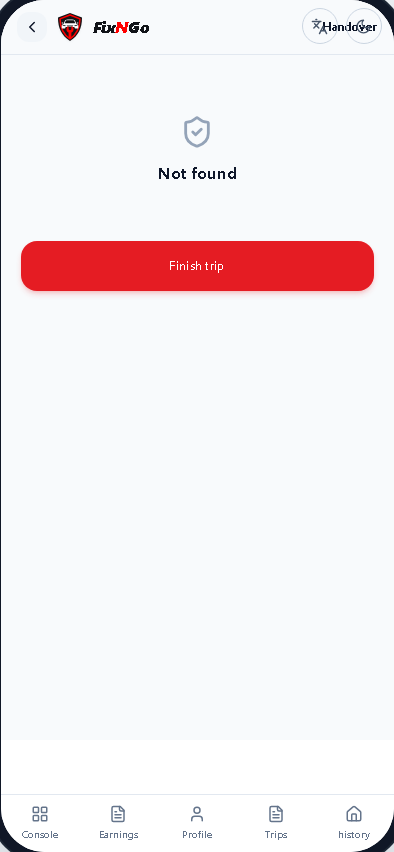 FixNGo
Handover
Not found
Finish trip
Console
Earnings
Profile
Trips
history